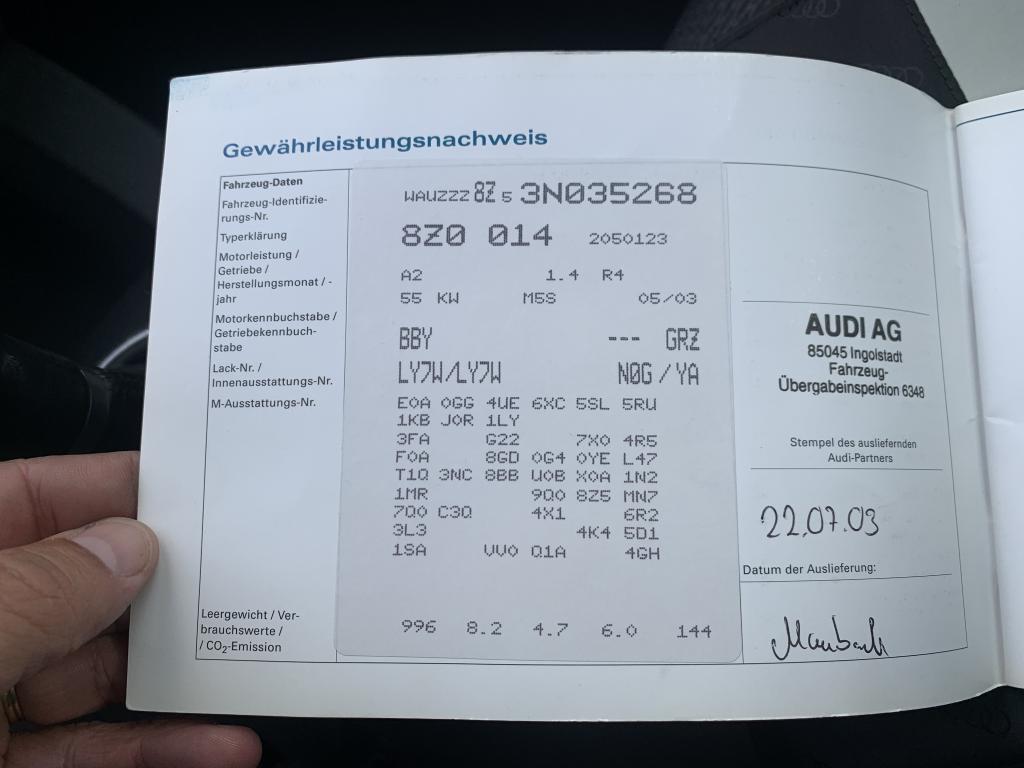 Gewährleistungsnachweis
Fahrzeug-Daten
Fahrzeug-Identifizie-
rungs-Nr.
WAUZZZ 8Z 5 3N035268
Typerklärung
8Z0 014 2050123
Motorleistung /
Getriebe /
Herstellungsmonat / -
jahr
A2 1.4 R4
55 KW M5S 05/03
Motorkennbuchstabe /
Getriebekennbuch-
stabe
BBY --- GRZ
Lack-Nr. /
Innenausstattungs-Nr.
LY7W/LY7W N0G / YA
M-Ausstattungs-Nr.
E0A 0GG 4UE 6XC 5SL 5RU
1KB J0R 1LY
3FA G22 7X0 4R5
F0A 8GD 0G4 0YE L47
T1Q 3NC 8BB U0B X0A 1N2
1MR 9Q0 8Z5 MN7
7Q0 C3Q 4X1 6R2
3L3 4K4 5D1
1SA VV0 Q1A 4GH
Leergewicht / Ver-
brauchswerte /
/ CO2-Emission
996 8.2 4.7 6.0 144
AUDI AG
85045 Ingolstadt
Fahrzeug-
Übergabeinspektion 6348
Stempel des ausliefernden
Audi-Partners
22.07.03
Datum der Auslieferung: